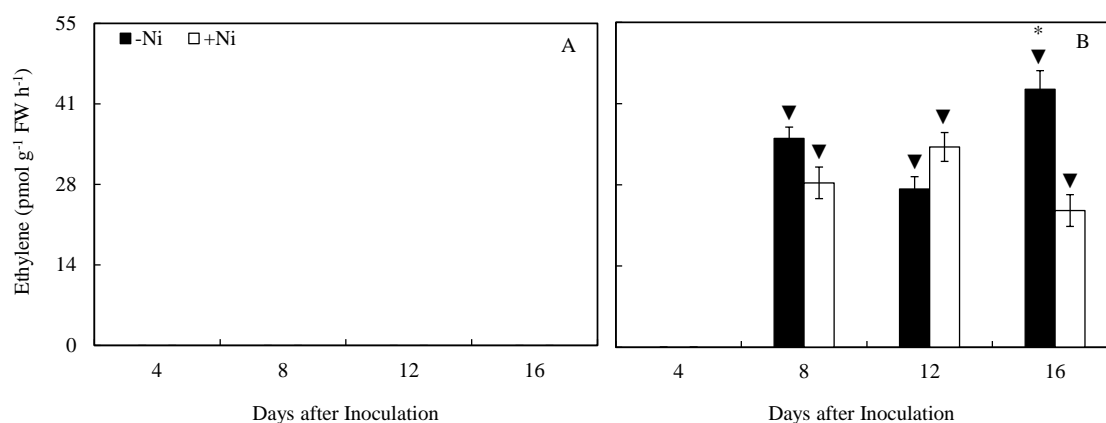 55
41
28
14
0
Ethylene (pmol g⁻¹ FW h⁻¹)
-Ni +Ni
A
4 8 12 16
Days after Inoculation
B
*
4 8 12 16
Days after Inoculation